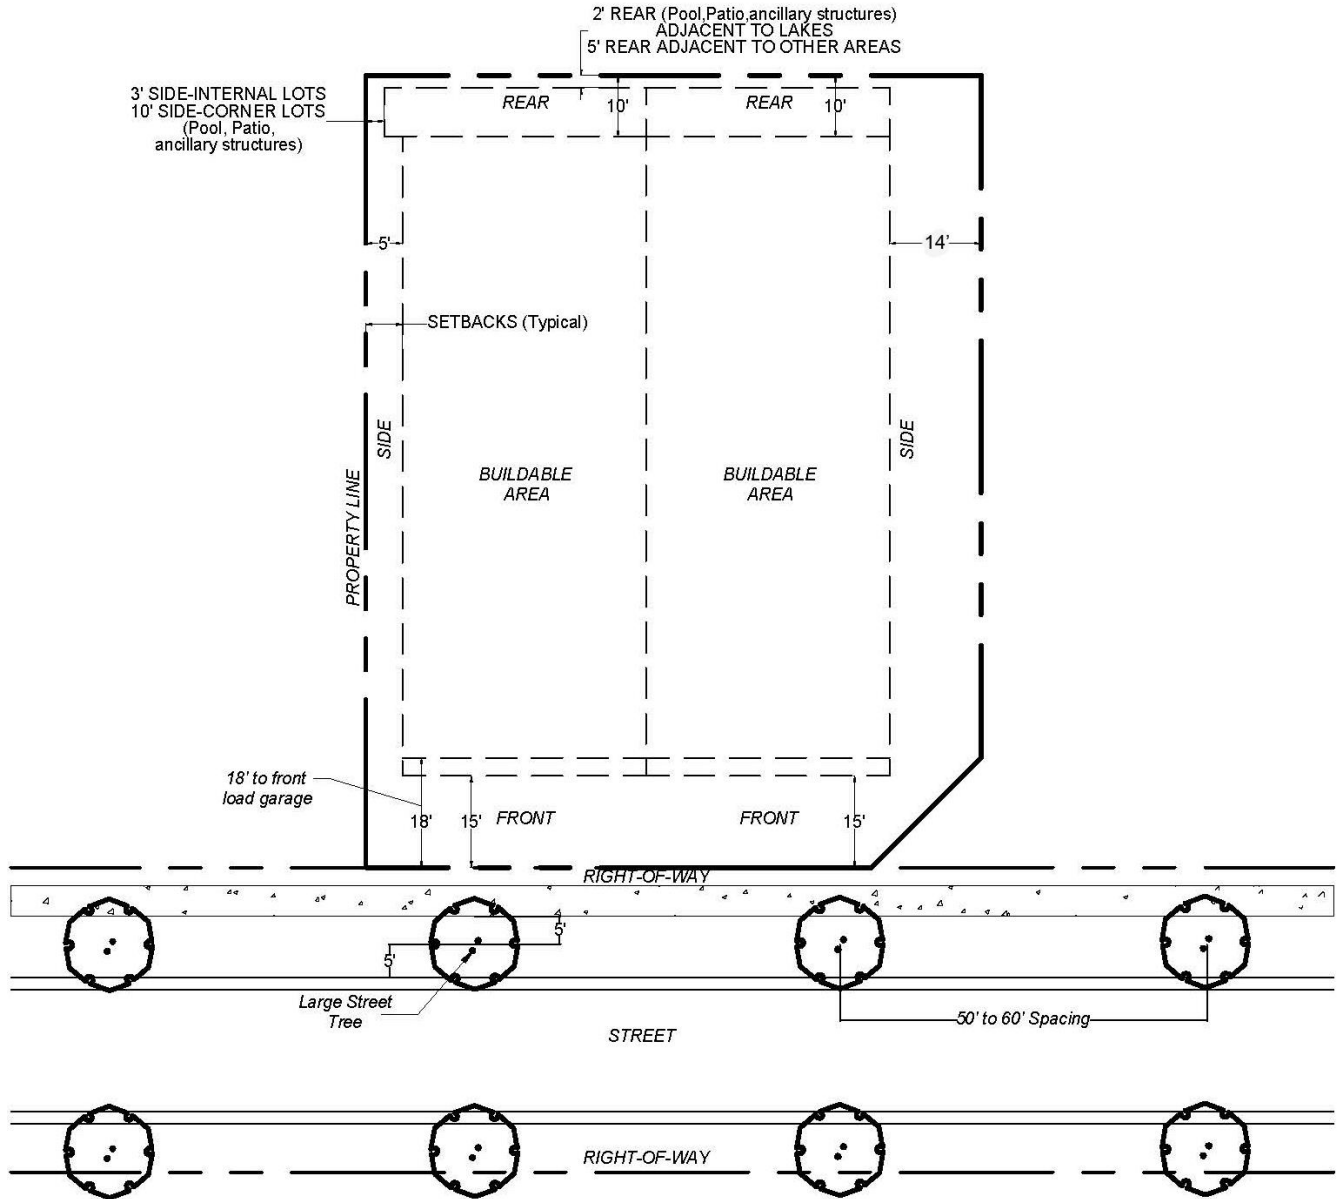 2' REAR (Pool,Patio,ancillary structures)
ADJACENT TO LAKES
5' REAR ADJACENT TO OTHER AREAS
3' SIDE-INTERNAL LOTS
10' SIDE-CORNER LOTS
(Pool, Patio,
ancillary structures)
REAR
10'
REAR
10'
5'
14'
SETBACKS (Typical)
SIDE
SIDE
PROPERTY LINE
BUILDABLE
AREA
BUILDABLE
AREA
18' to front
load garage
18'
15'
FRONT
FRONT
15'
RIGHT-OF-WAY
5'
5'
Large Street
Tree
50' to 60' Spacing
STREET
RIGHT-OF-WAY